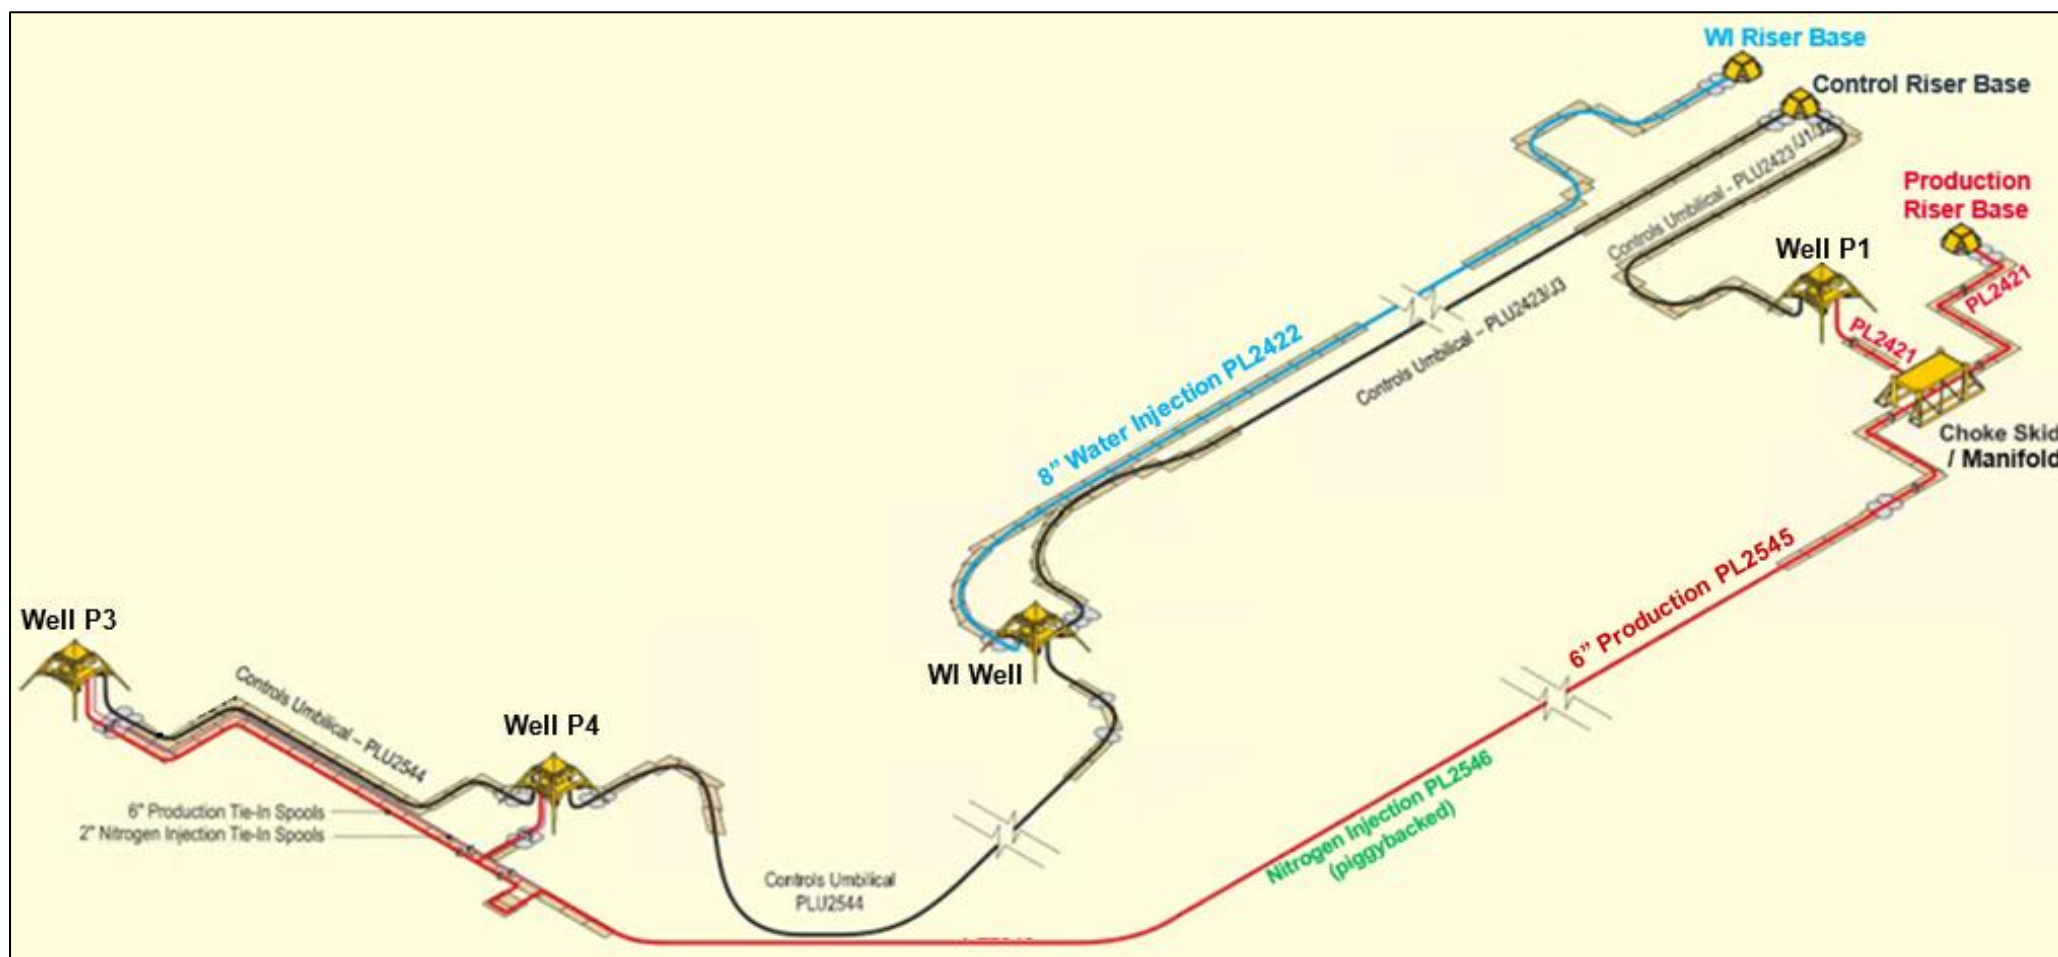 WI Riser Base
Control Riser Base
Controls Umbilical - PLU2423/J1/J2
Production
Riser Base
Well P1
PL2421
PL2421
Controls Umbilical – PLU2423/J3
8” Water Injection PL2422
Choke Skid
/ Manifold
6” Production PL2545
Well P3
WI Well
Controls Umbilical – PLU2544
Well P4
6" Production Tie-In Spools
2" Nitrogen Injection Tie-In Spools
Controls Umbilical
PLU2544
Nitrogen Injection PL2546
(piggybacked)